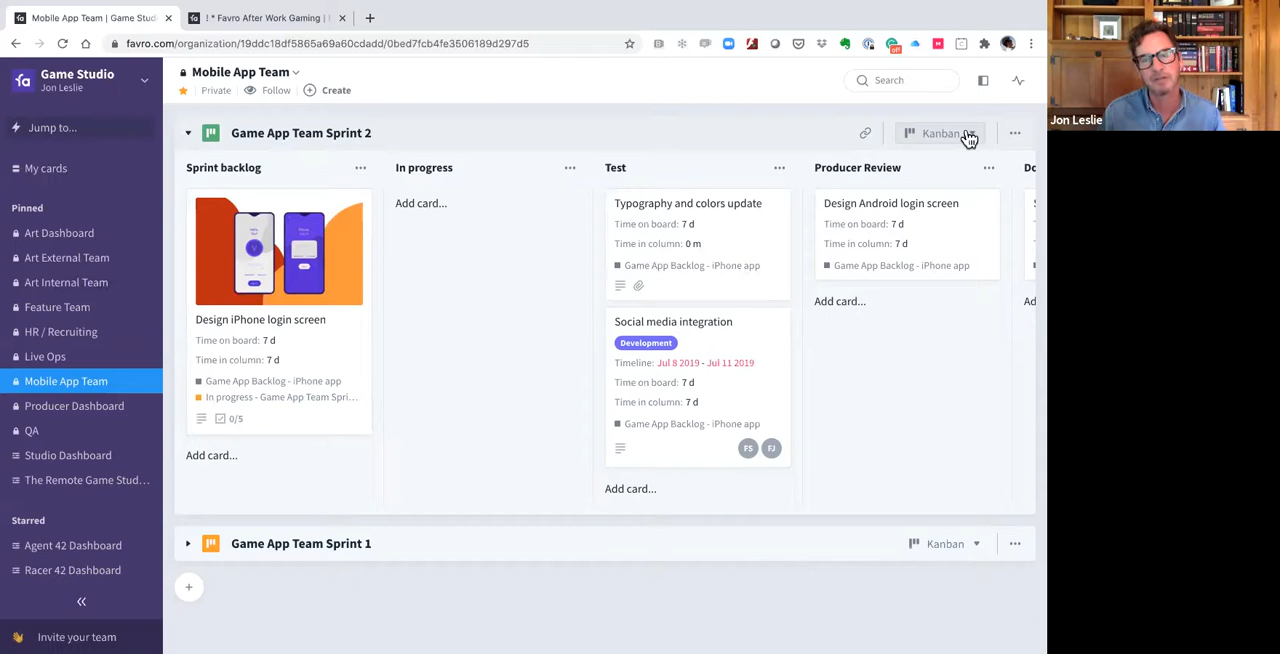 Mobile App Team | Game Studi
! * Favro After Work Gaming |
favro.com/organization/19ddc18df5865a69a60cdadd/0bed7fcb4fe3506189d297d5
off
Game Studio
Jon Leslie
Jump to...
My cards
Pinned
Art Dashboard
Art External Team
Art Internal Team
Feature Team
HR / Recruiting
Live Ops
Mobile App Team
Producer Dashboard
QA
Studio Dashboard
The Remote Game Stud...
Starred
Agent 42 Dashboard
Racer 42 Dashboard
Invite your team
Mobile App Team
Private
Follow
Create
Search
Game App Team Sprint 2
Kanban
Sprint backlog
Design iPhone login screen
Time on board: 7 d
Time in column: 7 d
Game App Backlog - iPhone app
In progress - Game App Team Spri...
0/5
Add card...
In progress
Add card...
Test
Typography and colors update
Time on board: 7 d
Time in column: 0 m
Game App Backlog - iPhone app
Social media integration
Development
Timeline: Jul 8 2019 - Jul 11 2019
Time on board: 7 d
Time in column: 7 d
Game App Backlog - iPhone app
FS
FJ
Add card...
Producer Review
Design Android login screen
Time on board: 7 d
Time in column: 7 d
Game App Backlog - iPhone app
Add card...
Ad
Game App Team Sprint 1
Kanban
Jon Leslie